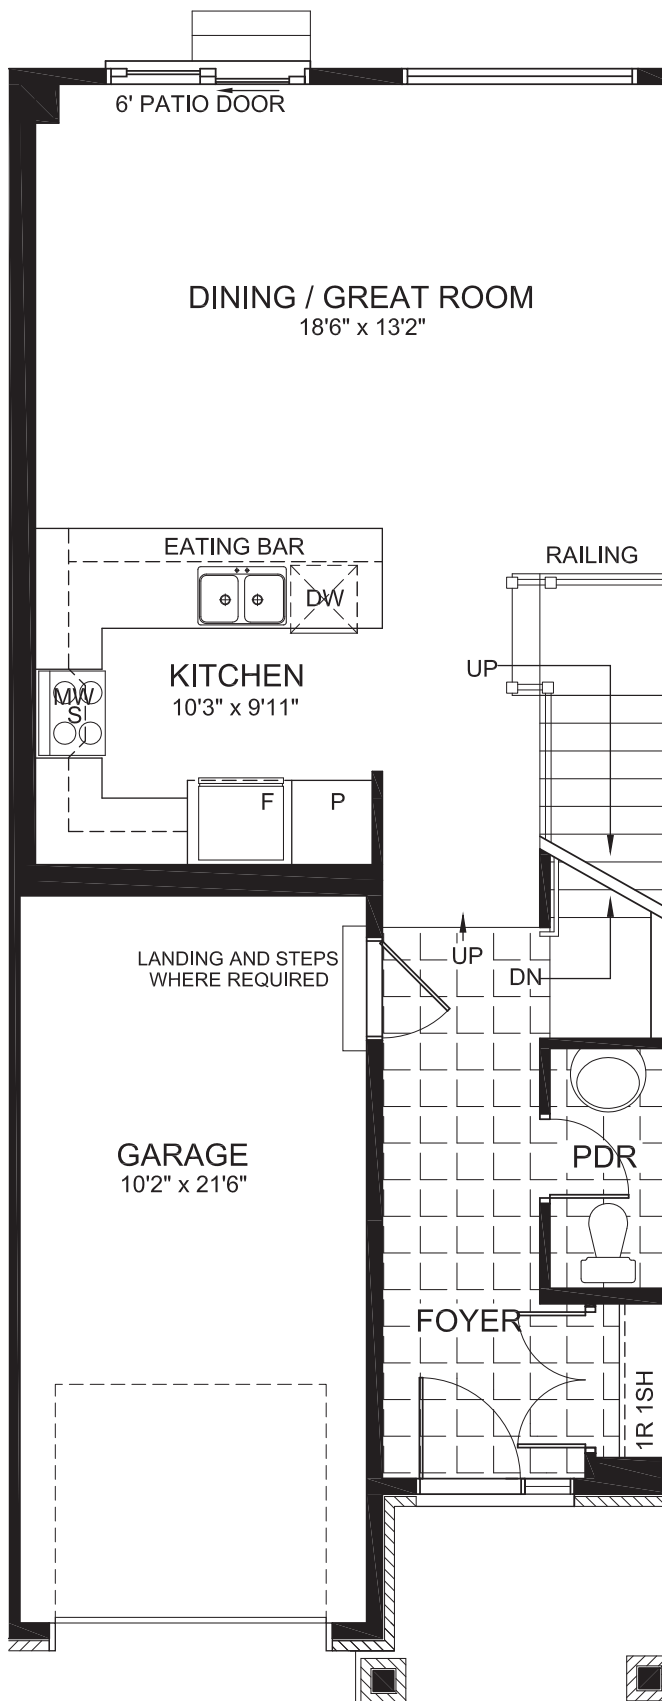 6' PATIO DOOR
DINING / GREAT ROOM
18'6" x 13'2"
EATING BAR
RAILING
DW
UP
KITCHEN
10'3" x 9'11"
MW
S
F
P
LANDING AND STEPS
WHERE REQUIRED
UP
DN
GARAGE
10'2" x 21'6"
PDR
FOYER
1R 1SH